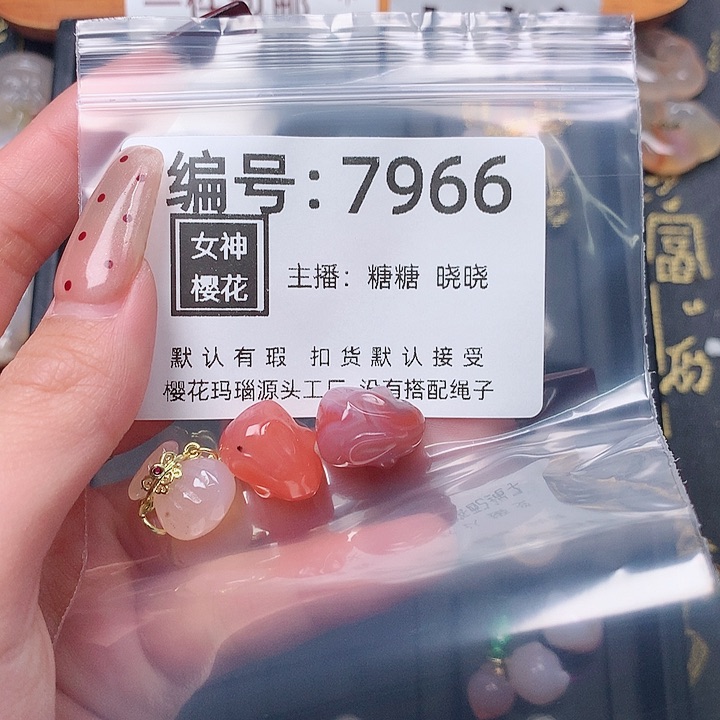 编号:7966
女神
樱花
主播: 糖糖 晓晓
默认有瑕 扣货默认接受
樱花玛瑙源头工厂 没有搭配绳子
富